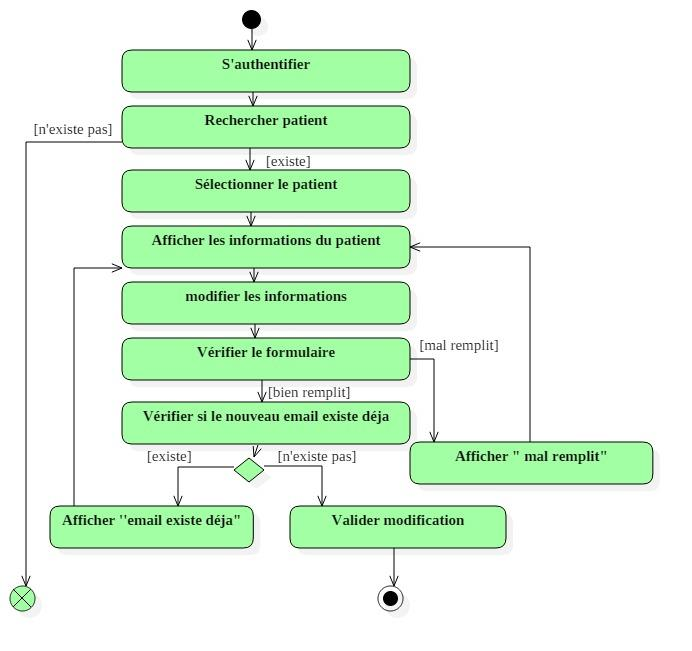 S'authentifier
Rechercher patient
[n'existe pas]
[existe]
Sélectionner le patient
Afficher les informations du patient
modifier les informations
Vérifier le formulaire
[mal remplit]
[bien remplit]
Vérifier si le nouveau email existe déja
[existe]
[n'existe pas]
Afficher " mal remplit"
Afficher ''email existe déja"
Valider modification